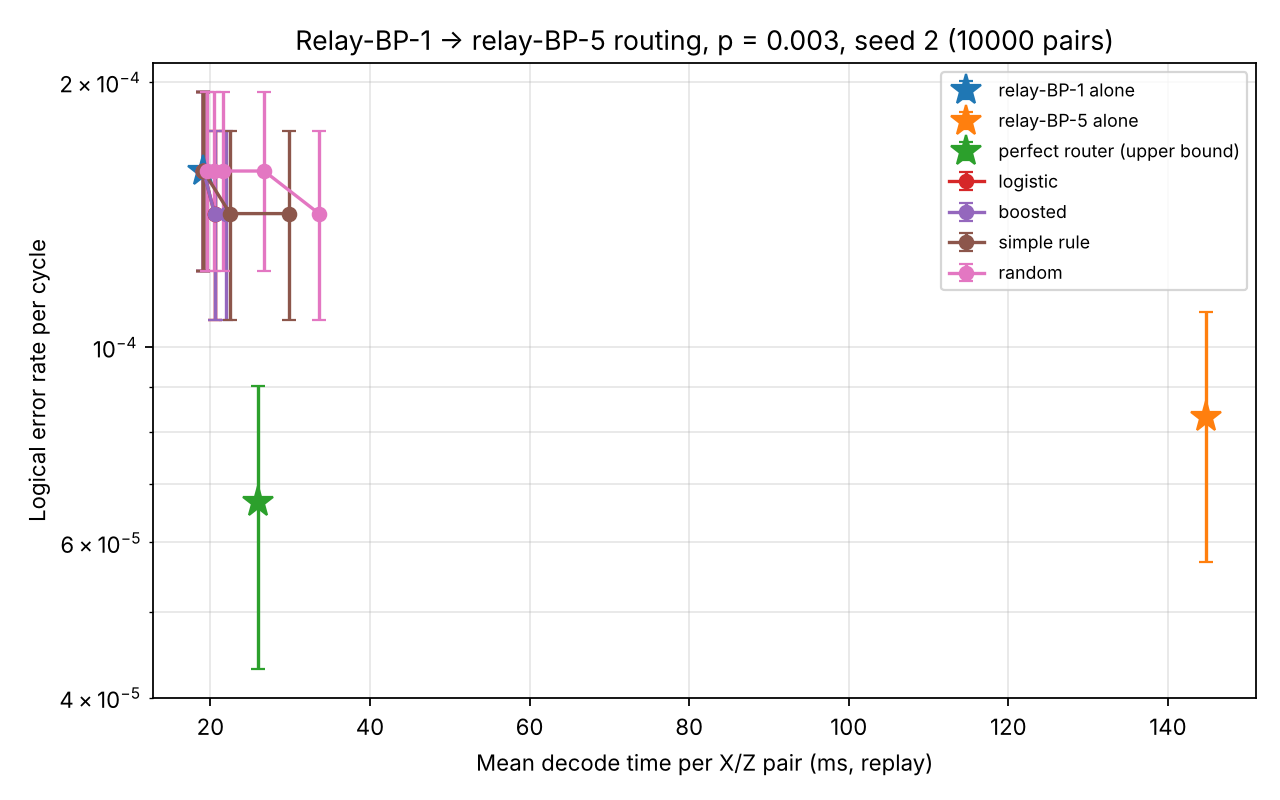 Relay-BP-1 → relay-BP-5 routing, p = 0.003, seed 2 (10000 pairs)
relay-BP-1 alone
relay-BP-5 alone
perfect router (upper bound)
logistic
boosted
simple rule
random
Logical error rate per cycle
2 × 10⁻⁴
10⁻⁴
6 × 10⁻⁵
4 × 10⁻⁵
20 40 60 80 100 120 140
Mean decode time per X/Z pair (ms, replay)